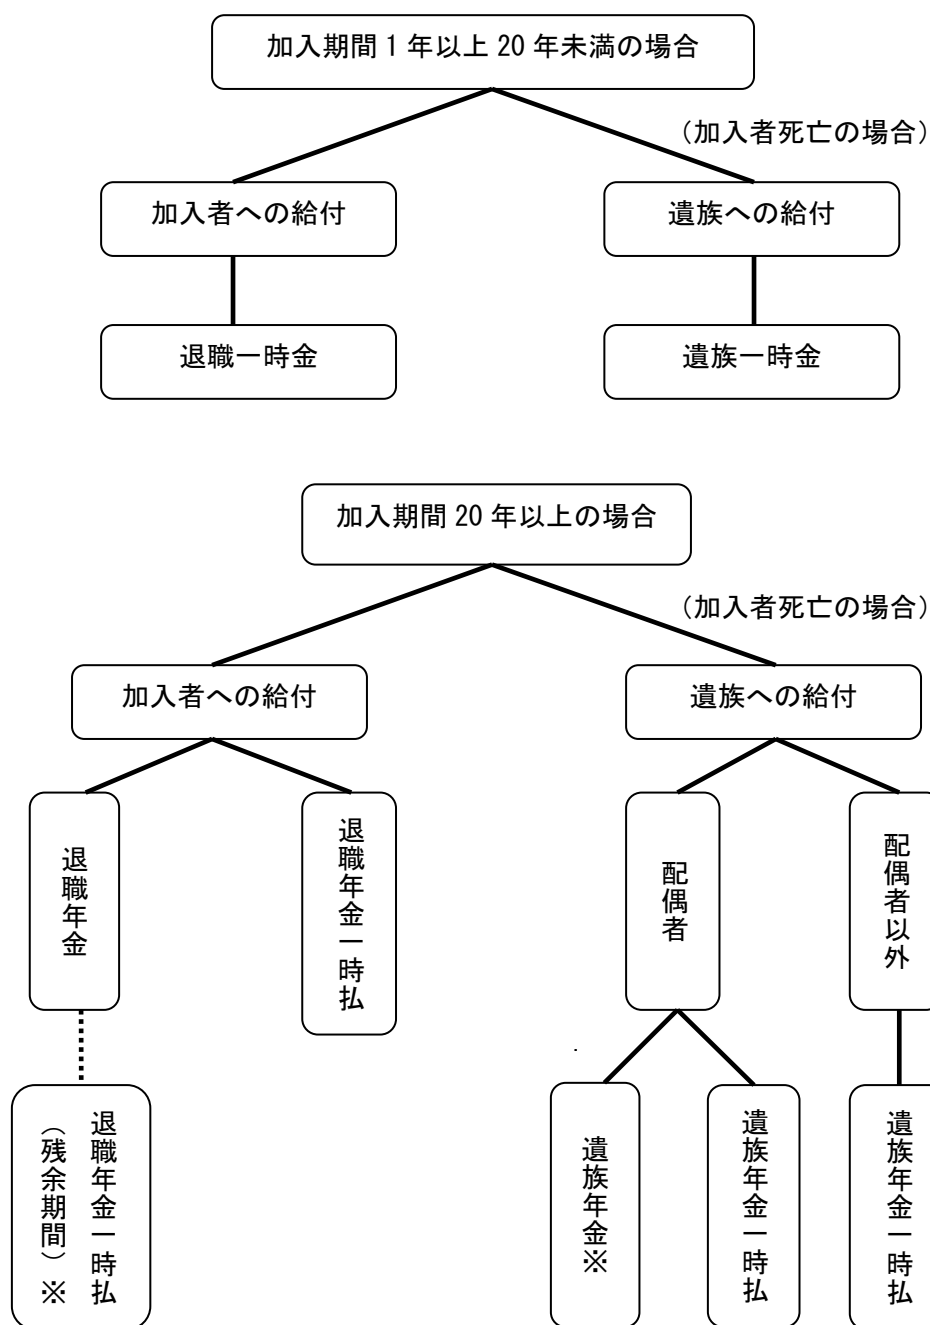 加入期間 1 年以上 20 年未満の場合
（加入者死亡の場合）
加入者への給付
遺族への給付
退職一時金
遺族一時金
加入期間 20 年以上の場合
（加入者死亡の場合）
加入者への給付
遺族への給付
退職年金
退職年金一時払
配偶者
配偶者以外
退職年金一時払
（残余期間）※
遺族年金※
遺族年金一時払
遺族年金一時払